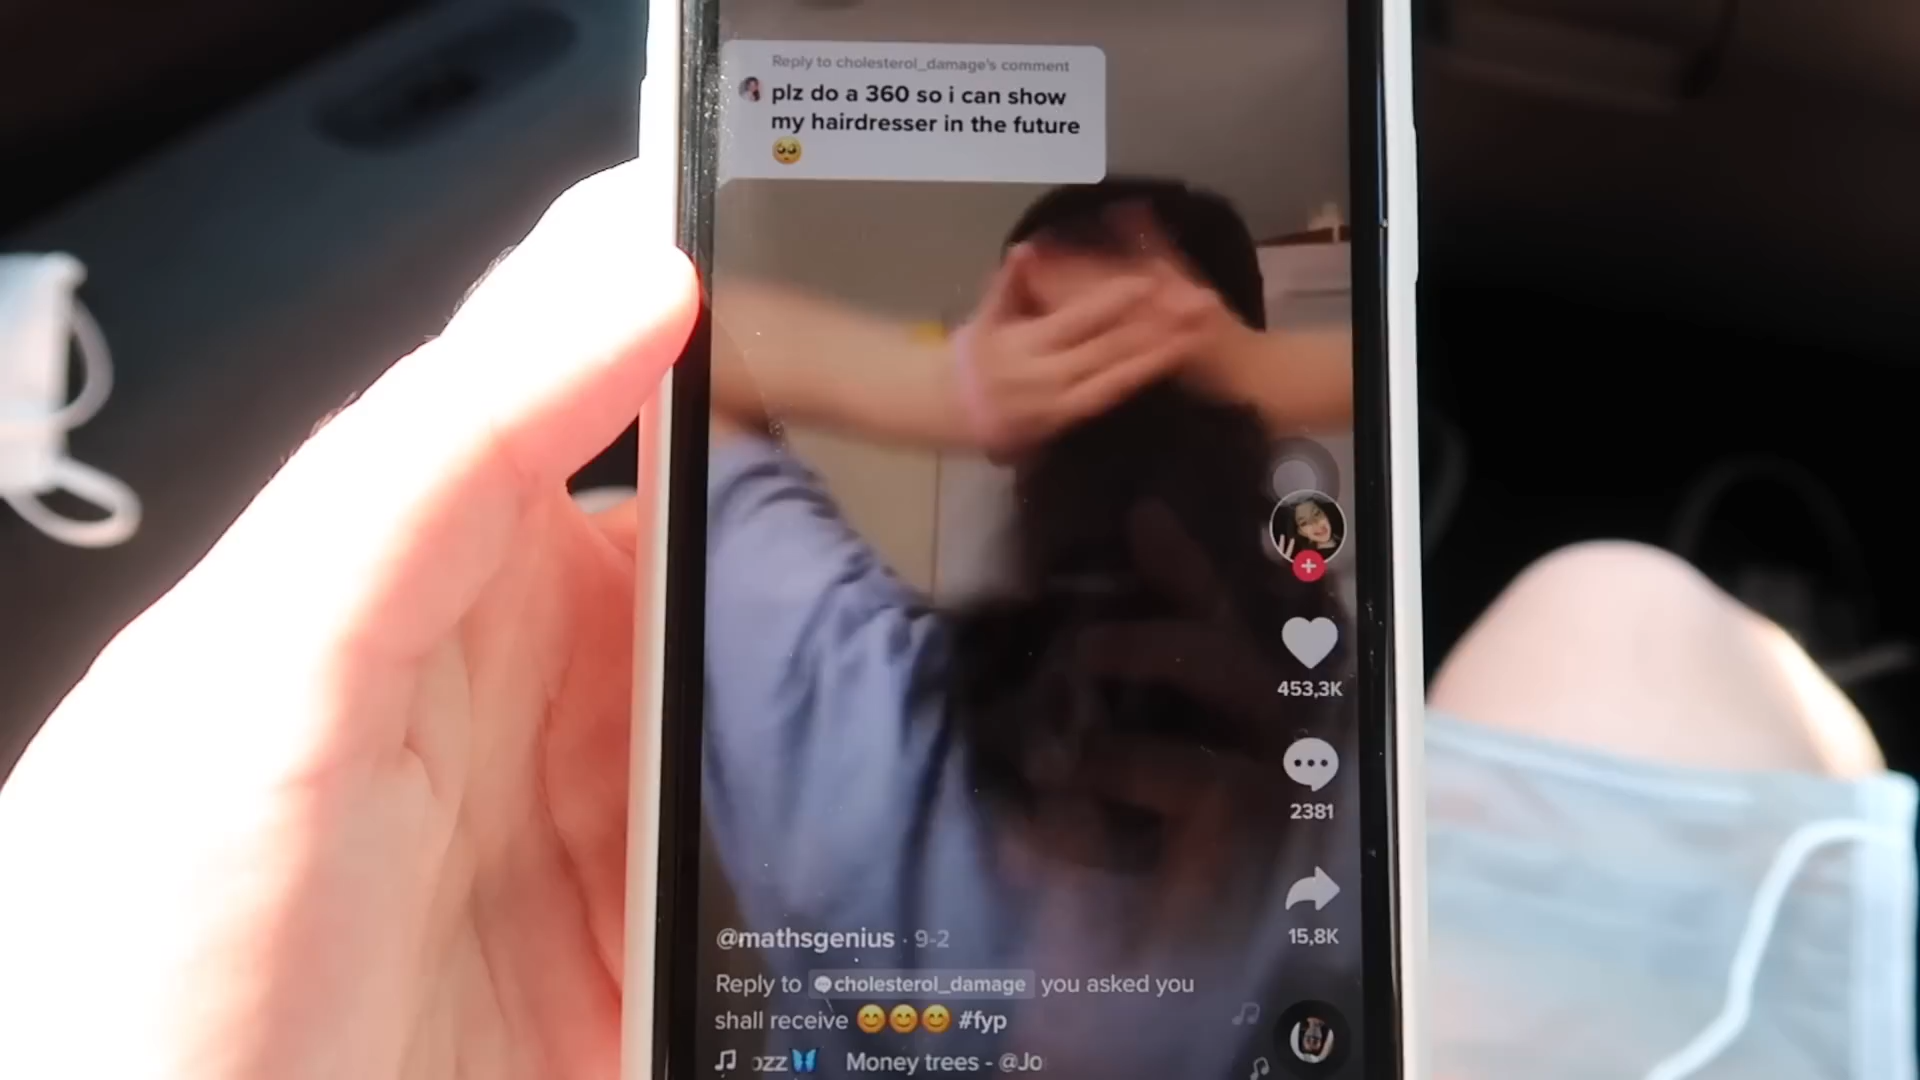 Reply to cholesterol_damage's comment
plz do a 360 so i can show
my hairdresser in the future
🥺
453,3K
2381
15,8K
@mathsgenius · 9-2
Reply to cholesterol_damage you asked you
shall receive 😊😊😊 #fyp
ozz🦋 Money trees - @Jo